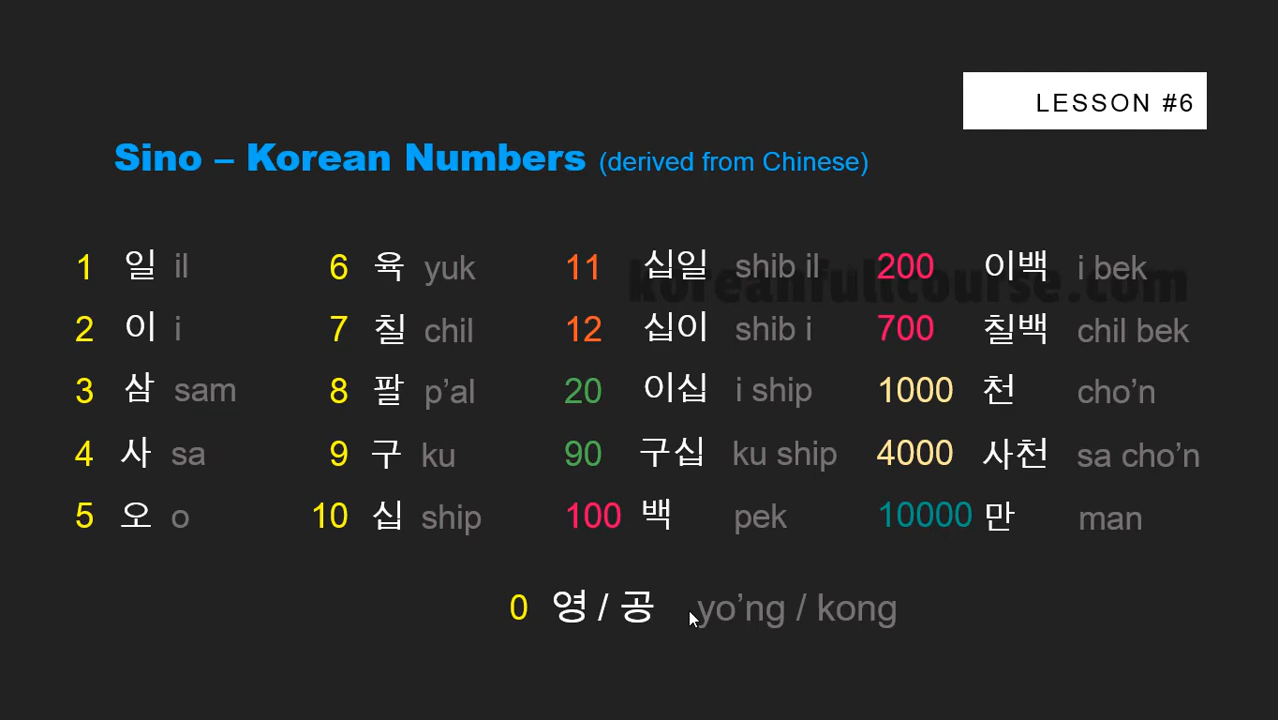 LESSON #6
Sino – Korean Numbers (derived from Chinese)
1 일 il 6 육 yuk 11 십일 shib il 200 이백 i bek
koreanfullcourse.com
2 이 i 7 칠 chil 12 십이 shib i 700 칠백 chil bek
3 삼 sam 8 팔 p’al 20 이십 i ship 1000 천 cho’n
4 사 sa 9 구 ku 90 구십 ku ship 4000 사천 sa cho’n
5 오 o 10 십 ship 100 백 pek 10000 만 man
0 영 / 공 yo’ng / kong